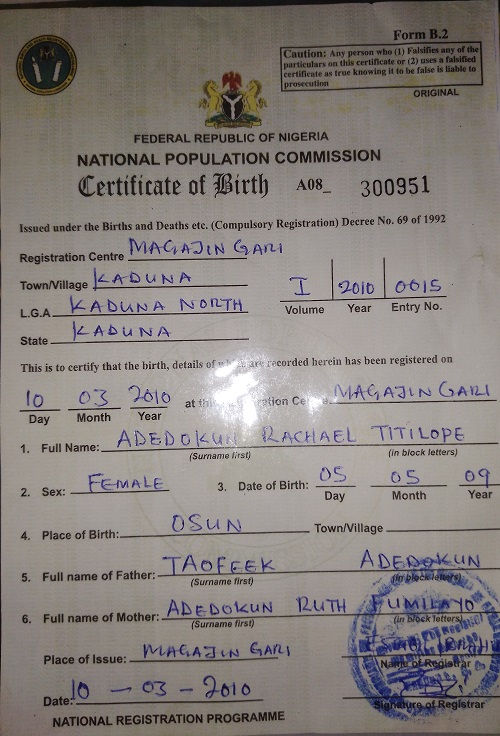 Form B.2
Caution: Any person who (1) Falsifies any of the
particulars on this certificate or (2) uses a falsified
certificate as true knowing it to be false is liable to
prosecution
ORIGINAL
FEDERAL REPUBLIC OF NIGERIA
NATIONAL POPULATION COMMISSION
Certificate of Birth A08_ 300951
Issued under the Births and Deaths etc. (Compulsory Registration) Decree No. 69 of 1992
Registration Centre MAGAJIN GARI
Town/Village KADUNA
L.G.A KADUNA NORTH
State KADUNA
I 2010 0015
Volume Year Entry No.
This is to certify that the birth, details of which are recorded herein has been registered on
10 03 2010 at this Registration Centre MAGAJIN GARI
Day Month Year
1. Full Name: ADEDOKUN RACHAEL TITILOPE
(Surname first) (in block letters)
2. Sex: FEMALE 3. Date of Birth: 05 05 09
Day Month Year
4. Place of Birth: OSUN Town/Village
5. Full name of Father: TAOFEEK ADEDOKUN
(Surname first) (in block letters)
6. Full name of Mother: ADEDOKUN RUTH FUMILAYO
(Surname first) (in block letters)
Place of Issue: MAGAJIN GARI
Name of Registrar
Date: 10 - 03 - 2010
Signature of Registrar
NATIONAL REGISTRATION PROGRAMME